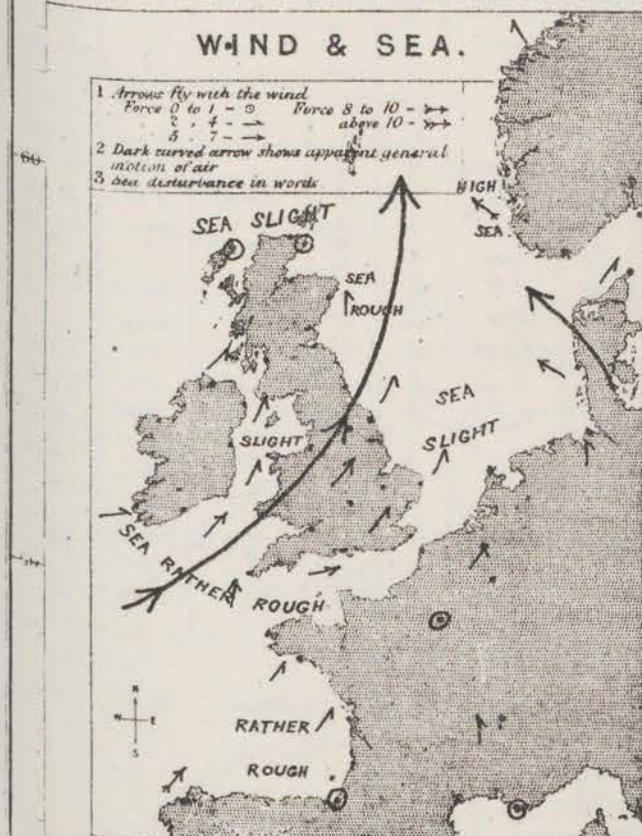 WIND & SEA.
1 Arrows fly with the wind
Force 0 to 1 - Force 8 to 10 -
2 " 4 - above 10 -
5 7 -
2 Dark curved arrow shows apparent general
motion of air
3 Sea disturbance in words
60
HIGH
SEA
SEA SLIGHT
SEA
ROUGH
SEA
SLIGHT
SLIGHT
SEA RATHER ROUGH
N
W E
S
RATHER
ROUGH